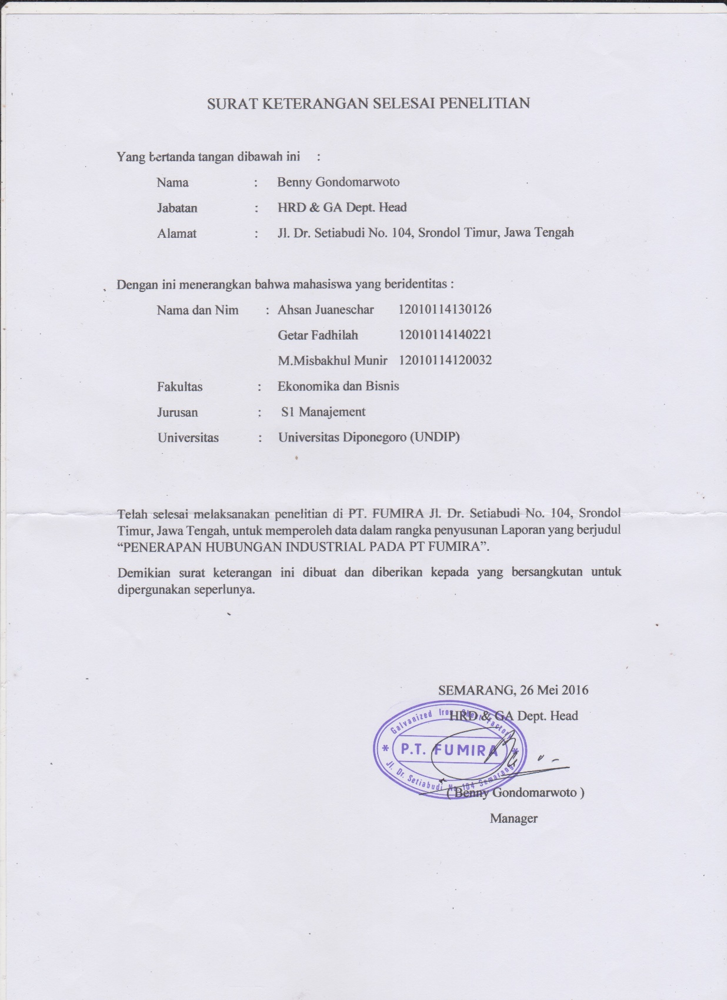 SURAT KETERANGAN SELESAI PENELITIAN
Yang bertanda tangan dibawah ini :
Nama : Benny Gondomarwoto
Jabatan : HRD & GA Dept. Head
Alamat : Jl. Dr. Setiabudi No. 104, Srondol Timur, Jawa Tengah
Dengan ini menerangkan bahwa mahasiswa yang beridentitas :
Nama dan Nim : Ahsan Juaneschar 12010114130126
Getar Fadhilah 12010114140221
M.Misbakhul Munir 12010114120032
Fakultas : Ekonomika dan Bisnis
Jurusan : S1 Manajement
Universitas : Universitas Diponegoro (UNDIP)
Telah selesai melaksanakan penelitian di PT. FUMIRA Jl. Dr. Setiabudi No. 104, Srondol
Timur, Jawa Tengah, untuk memperoleh data dalam rangka penyusunan Laporan yang berjudul
“PENERAPAN HUBUNGAN INDUSTRIAL PADA PT FUMIRA”.
Demikian surat keterangan ini dibuat dan diberikan kepada yang bersangkutan untuk
dipergunakan seperlunya.
SEMARANG, 26 Mei 2016
HRD & GA Dept. Head
Galvanized Iron Sheet Factory
* P.T. FUMIRA *
Jl. Dr. Setiabudi No. 104 Semarang
( Benny Gondomarwoto )
Manager